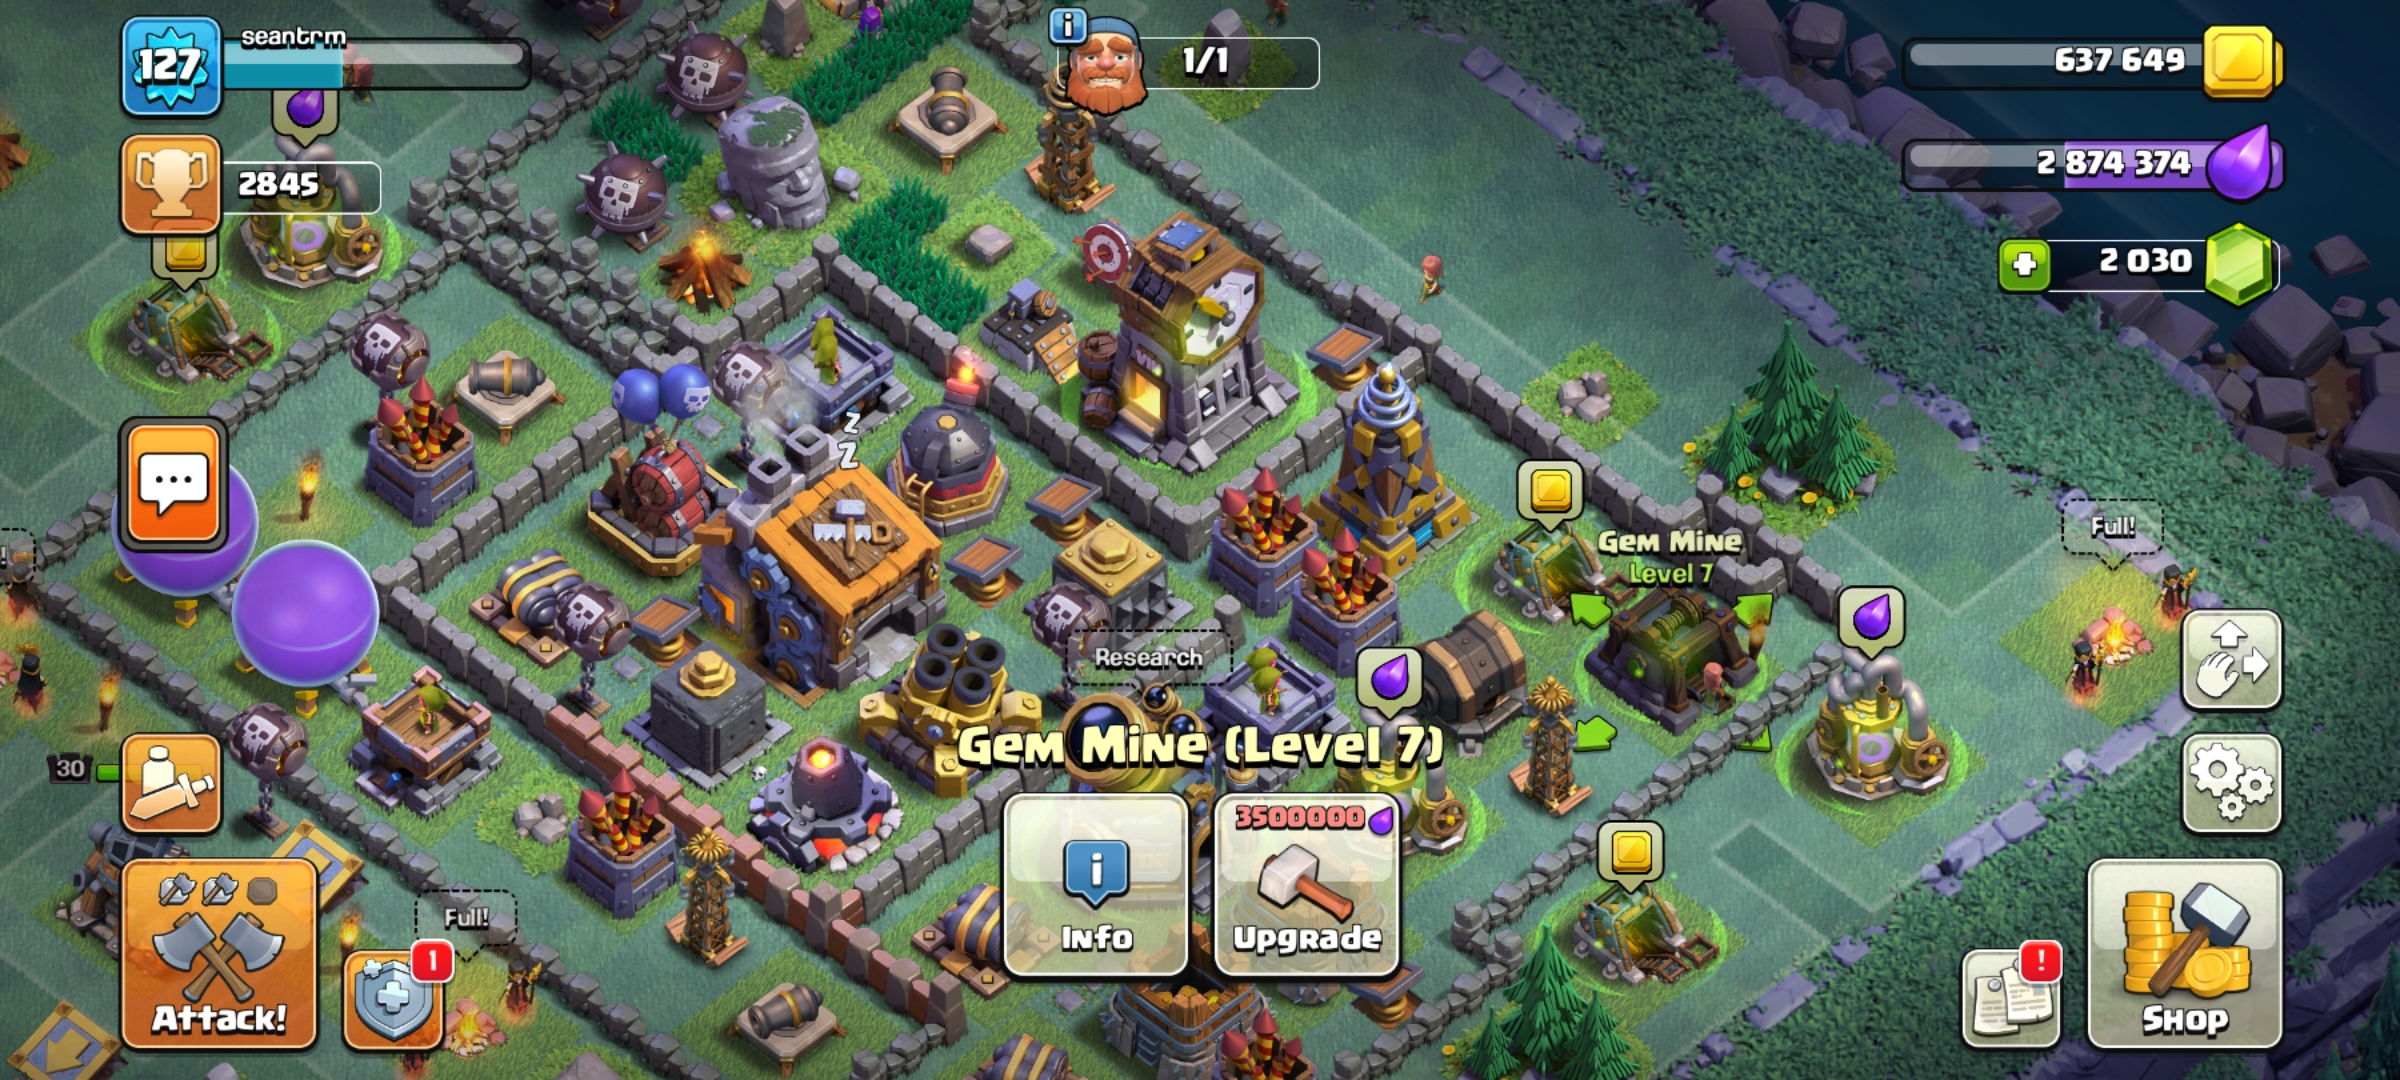 127
seantrm
1/1
637 649
2845
2 874 374
2 030
z
z
Gem Mine
Level 7
Full!
Research
Gem Mine (Level 7)
30
3500000
Info
Upgrade
Full!
1
Attack!
!
Shop